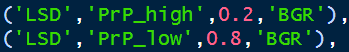 ('LSD','PrP_high',0.2,'BGR'),
('LSD','PrP_low',0.8,'BGR'),